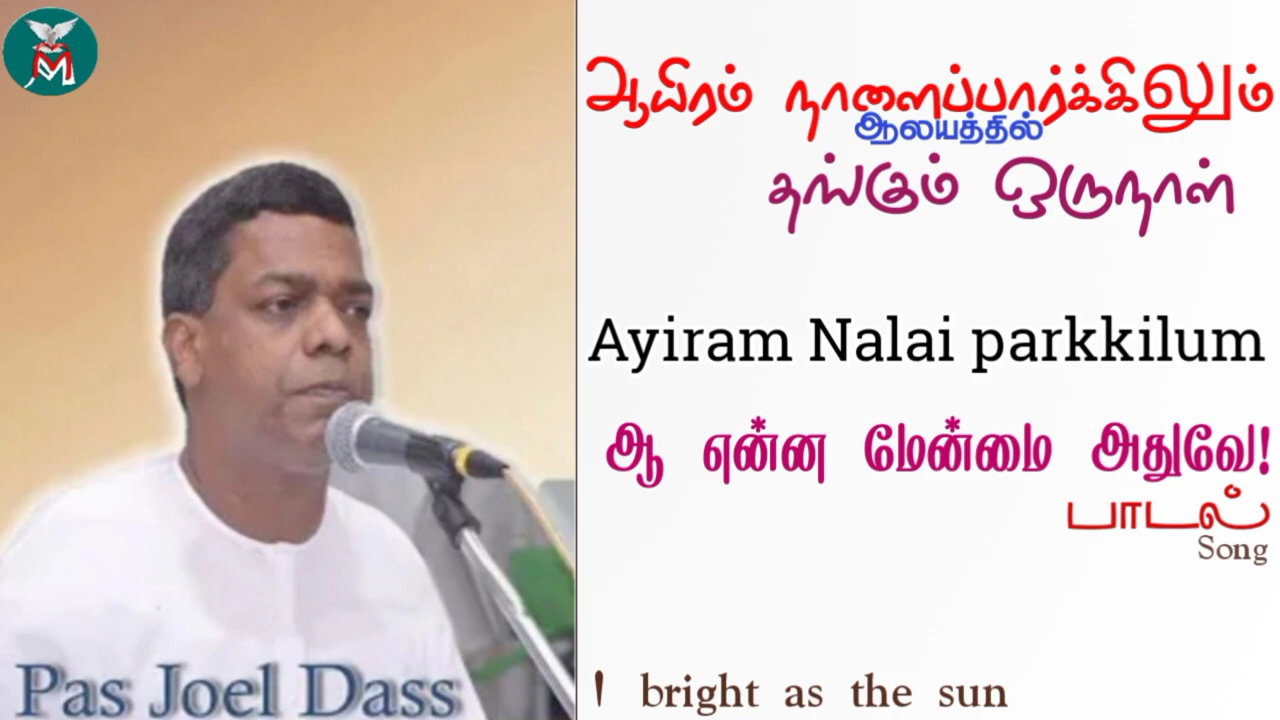 ஆயிரம் நாளைப்பார்க்கிலும்
ஆலயத்தில்
தங்கும் ஒருநாள்
Ayiram Nalai parkkilum
ஆ என்ன மேன்மை அதுவே!
பாடல்
Song
Pas Joel Dass
! bright as the sun